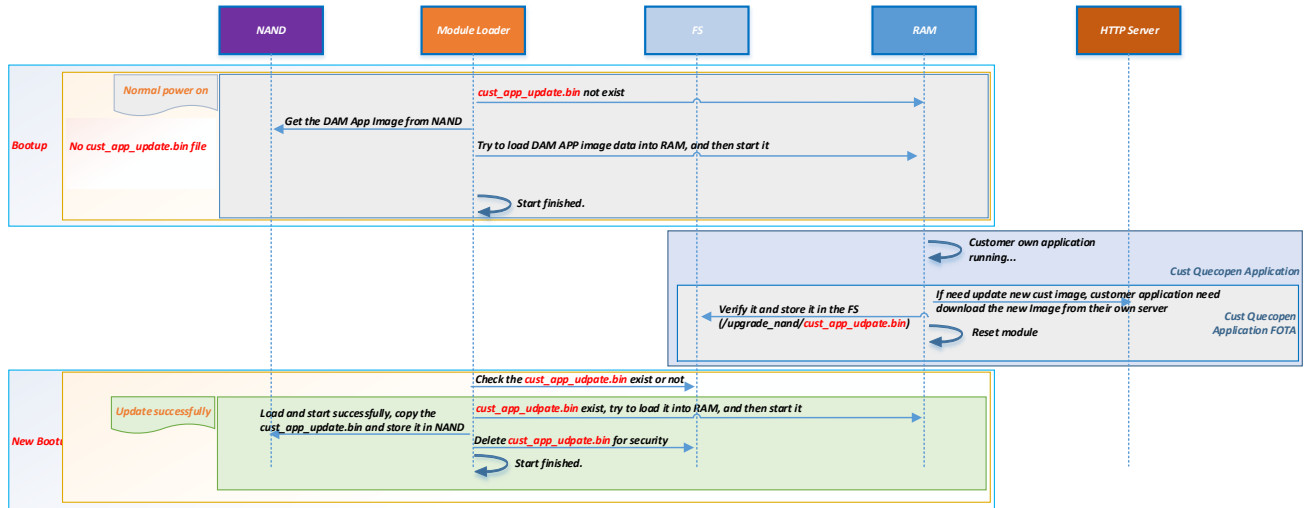 NAND
Module Loader
FS
RAM
HTTP Server
Normal power on
cust_app_update.bin not exist
Get the DAM App Image from NAND
Bootup
No cust_app_update.bin file
Try to load DAM APP image data into RAM, and then start it
Start finished.
Customer own application
running...
Cust Quecopen Application
If need update new cust image, customer application need
download the new Image from their own server
Verify it and store it in the FS
(/upgrade_nand/cust_app_udpate.bin)
Cust Quecopen
Application FOTA
Reset module
Check the cust_app_udpate.bin exist or not
Update successfully
cust_app_udpate.bin exist, try to load it into RAM, and then start it
Load and start successfully, copy the
cust_app_update.bin and store it in NAND
New Bootu
Delete cust_app_udpate.bin for security
Start finished.